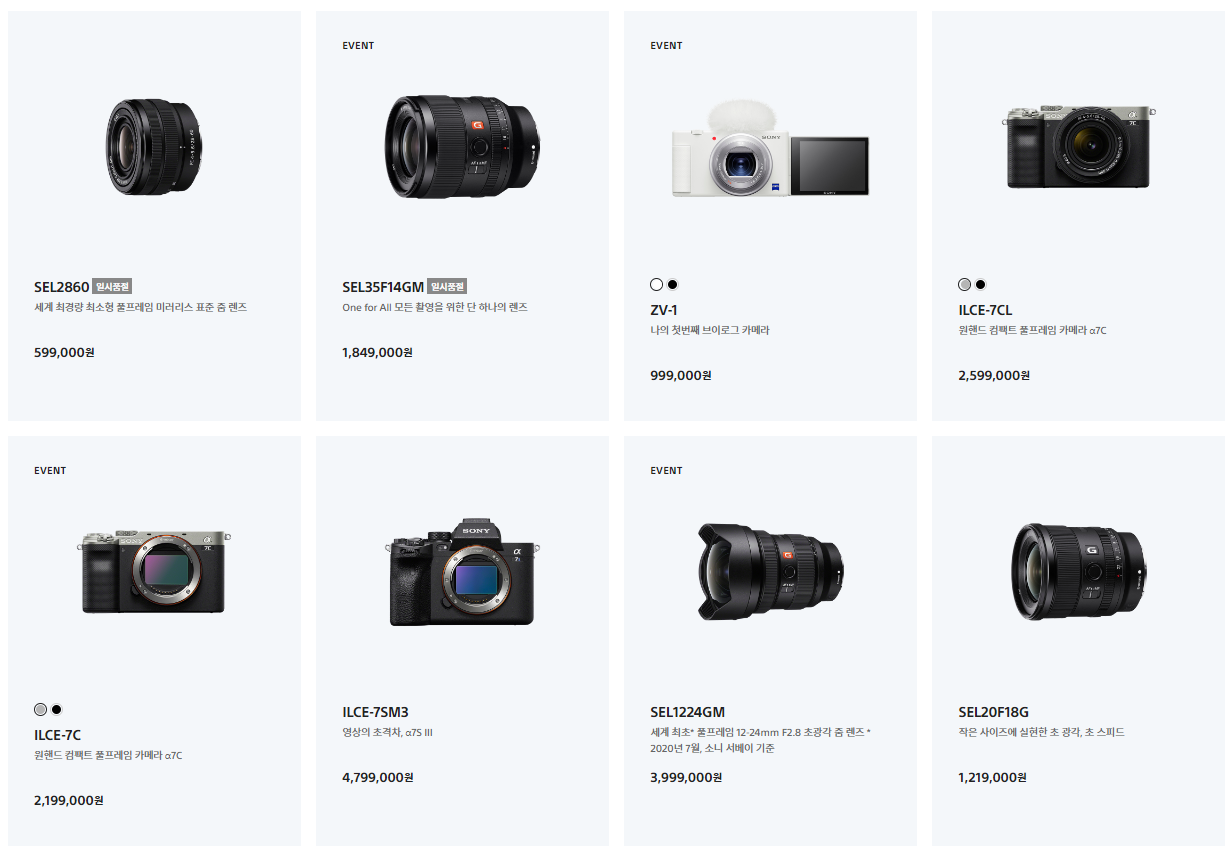 SEL2860 일시품절
세계 최경량 최소형 풀프레임 미러리스 표준 줌 렌즈
599,000원
EVENT
G
SEL35F14GM 일시품절
One for All 모든 촬영을 위한 단 하나의 렌즈
1,849,000원
EVENT
SONY
ZV-1
나의 첫번째 브이로그 카메라
999,000원
SONY
α
7C
ILCE-7CL
원핸드 컴팩트 풀프레임 카메라 α7C
2,599,000원
EVENT
SONY
α
7C
ILCE-7C
원핸드 컴팩트 풀프레임 카메라 α7C
2,199,000원
SONY
α
7S
ILCE-7SM3
영상의 초격차, α7S III
4,799,000원
EVENT
G
SEL1224GM
세계 최초* 풀프레임 12-24mm F2.8 초광각 줌 렌즈 *
2020년 7월, 소니 서베이 기준
3,999,000원
G
SEL20F18G
작은 사이즈에 실현한 초 광각, 초 스피드
1,219,000원